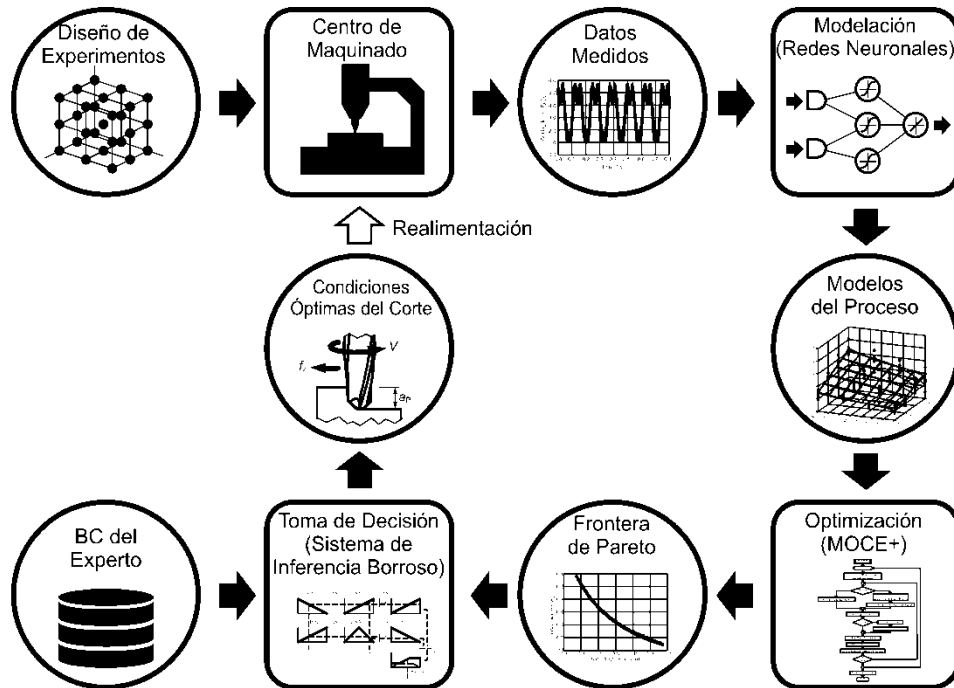 Diseño de
Experimentos
Centro de
Maquinado
Datos
Medidos
Modelación
(Redes Neuronales)
Realimentación
Condiciones
Óptimas del Corte
V
Modelos
del Proceso
BC del
Experto
Toma de Decisión
(Sistema de
Inferencia Borroso)
Frontera
de Pareto
Optimización
(MOCE+)